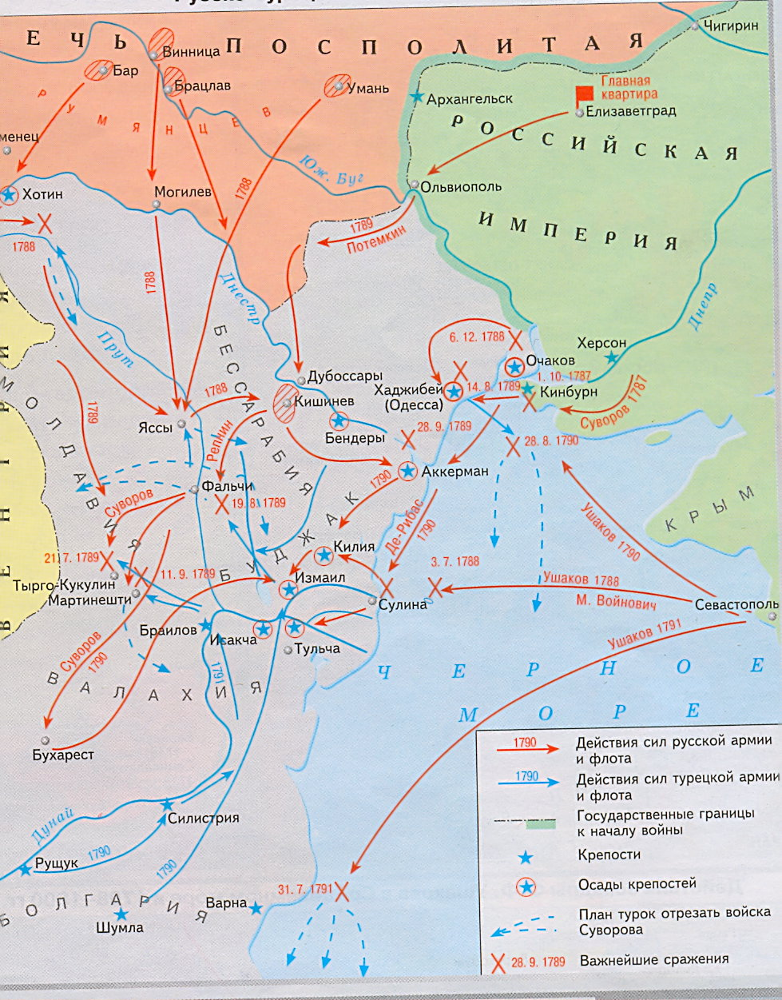 ЕЧЬ ПОСПОЛИТАЯ
Чигирин
Винница
Бар
Брацлав
Умань
РУМЯНЦЕВ
Архангельск
Главная
квартира
Елизаветград
РОССИЙСКАЯ
ИМПЕРИЯ
менец
Хотин
Могилев
Юж. Буг
Ольвиополь
1788
1788
1788
1789
Потемкин
Днестр
Днепр
Прут
БЕССАРАБИЯ
6. 12. 1788
Очаков
Херсон
1. 10. 1787
Кинбурн
Суворов 1787
Дубоссары
Хаджибей
(Одесса)
14. 8. 1789
1788
Кишинев
Яссы
1789
Репнин
Бендеры
28. 9. 1789
28. 8. 1790
МОЛДАВИЯ
Аккерман
1790
Фальчи
Суворов
19. 8. 1789
БУДЖАК
Де-Рибас
1790
КРЫМ
Ушаков 1790
21. 7. 1789
11. 9. 1789
Килия
3. 7. 1788
Тырго-Кукулин
Мартинешти
Измаил
Сулина
Ушаков 1788
М. Войнович
Севастополь
Браилов
Исакча
Тульча
Ушаков 1791
Суворов
1790
1791
ВАЛАХИЯ
ЧЕРНОЕ
МОРЕ
Бухарест
Дунай
Силистрия
Рущук
1790
1790
БОЛГАРИЯ
Шумла
Варна
31. 7. 1791
1790
Действия сил русской армии
и флота
1790
Действия сил турецкой армии
и флота
Государственные границы
к началу войны
Крепости
Осады крепостей
План турок отрезать войска
Суворова
28. 9. 1789
Важнейшие сражения